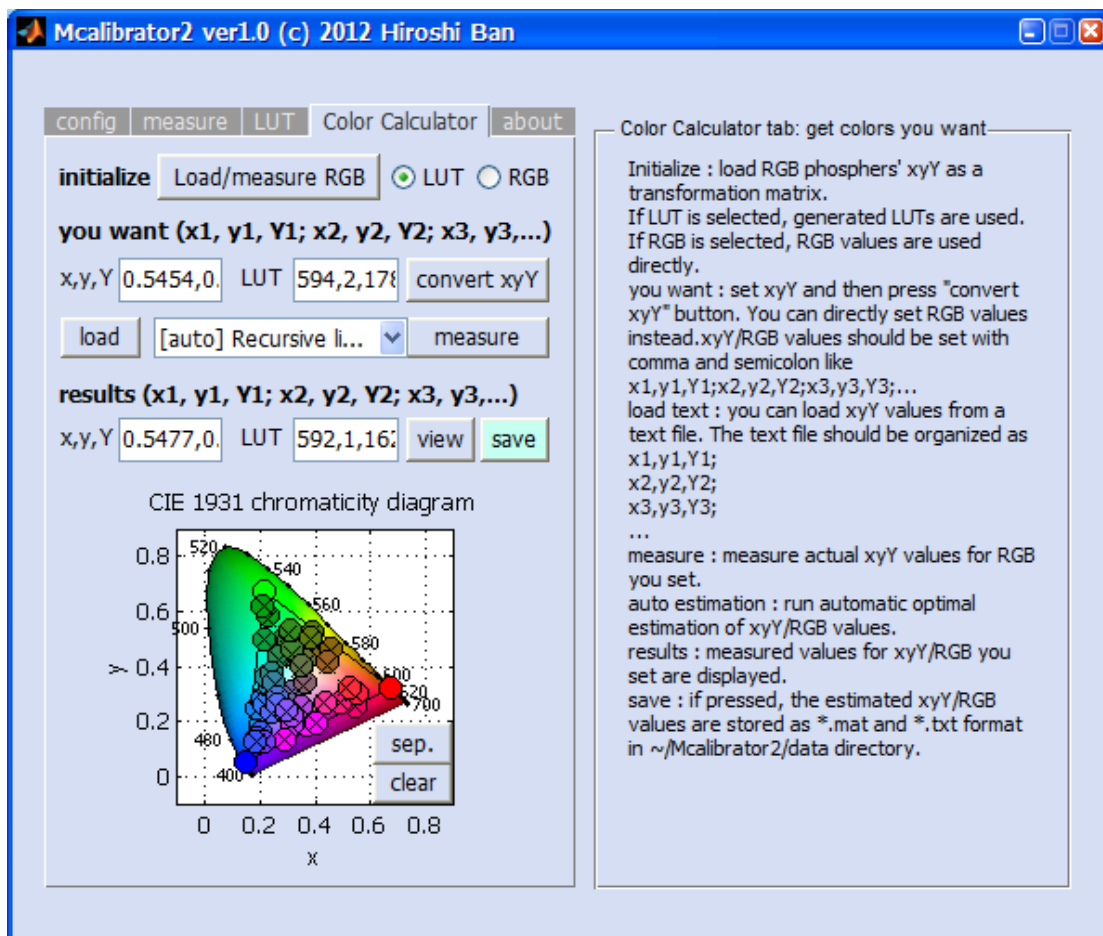 Mcalibrator2 ver1.0 (c) 2012 Hiroshi Ban
config measure LUT Color Calculator about
initialize Load/measure RGB LUT RGB
you want (x1, y1, Y1; x2, y2, Y2; x3, y3,...)
x,y,Y 0.5454,0. LUT 594,2,178 convert xyY
load [auto] Recursive li... measure
results (x1, y1, Y1; x2, y2, Y2; x3, y3,...)
x,y,Y 0.5477,0. LUT 592,1,162 view save
CIE 1931 chromaticity diagram
0.8
0.6
0.4
0.2
0
y
520
540
560
500
580
600
620
700
480
400
sep.
clear
0 0.2 0.4 0.6 0.8
x
Color Calculator tab: get colors you want
Initialize : load RGB phosphers' xyY as a
transformation matrix.
If LUT is selected, generated LUTs are used.
If RGB is selected, RGB values are used
directly.
you want : set xyY and then press "convert
xyY" button. You can directly set RGB values
instead.xyY/RGB values should be set with
comma and semicolon like
x1,y1,Y1;x2,y2,Y2;x3,y3,Y3;...
load text : you can load xyY values from a
text file. The text file should be organized as
x1,y1,Y1;
x2,y2,Y2;
x3,y3,Y3;
...
measure : measure actual xyY values for RGB
you set.
auto estimation : run automatic optimal
estimation of xyY/RGB values.
results : measured values for xyY/RGB you
set are displayed.
save : if pressed, the estimated xyY/RGB
values are stored as *.mat and *.txt format
in ~/Mcalibrator2/data directory.